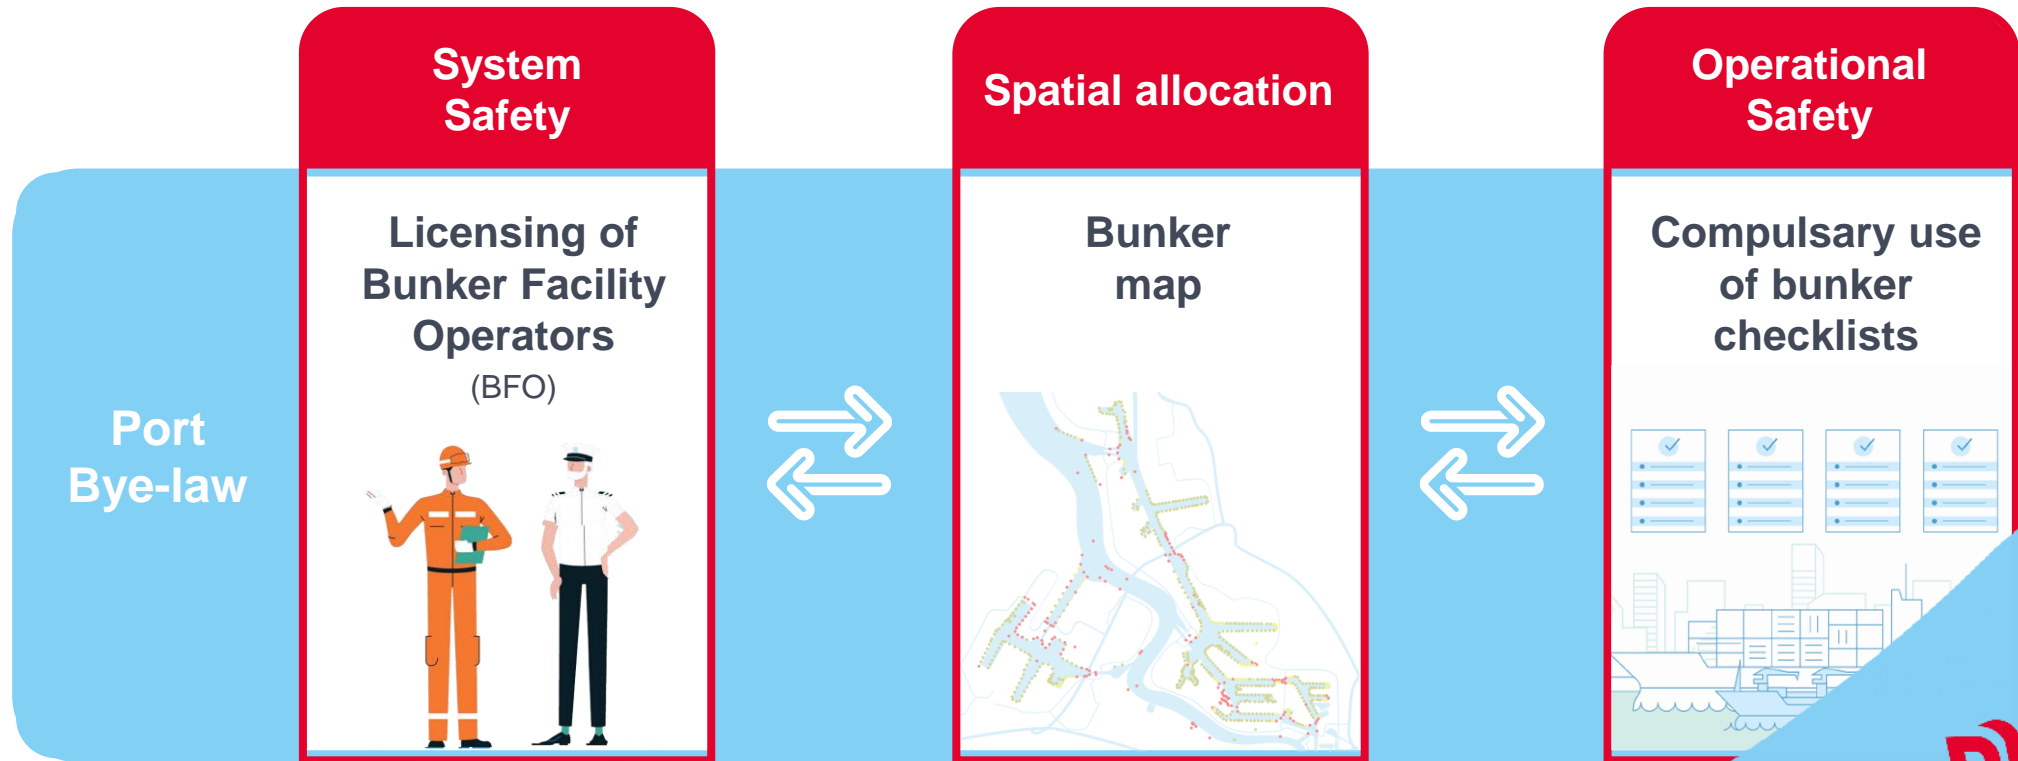 System
Safety
Spatial allocation
Operational
Safety
Port
Bye-law
Licensing of
Bunker Facility
Operators
(BFO)
Bunker
map
Compulsary use
of bunker
checklists